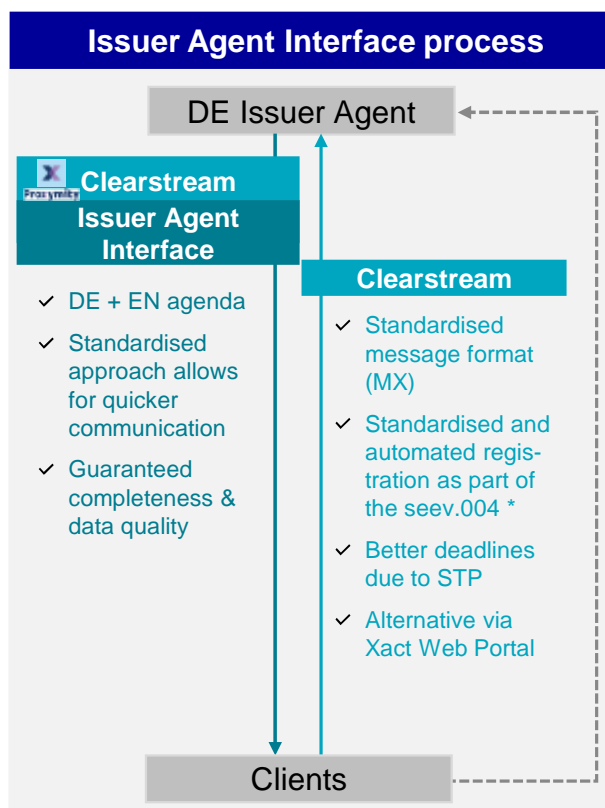 Issuer Agent Interface process
DE Issuer Agent
Proxymity
Clearstream
Issuer Agent
Interface
✓ DE + EN agenda
✓ Standardised
approach allows
for quicker
communication
✓ Guaranteed
completeness &
data quality
Clearstream
✓ Standardised
message format
(MX)
✓ Standardised and
automated regis-
tration as part of
the seev.004 *
✓ Better deadlines
due to STP
✓ Alternative via
Xact Web Portal
Clients